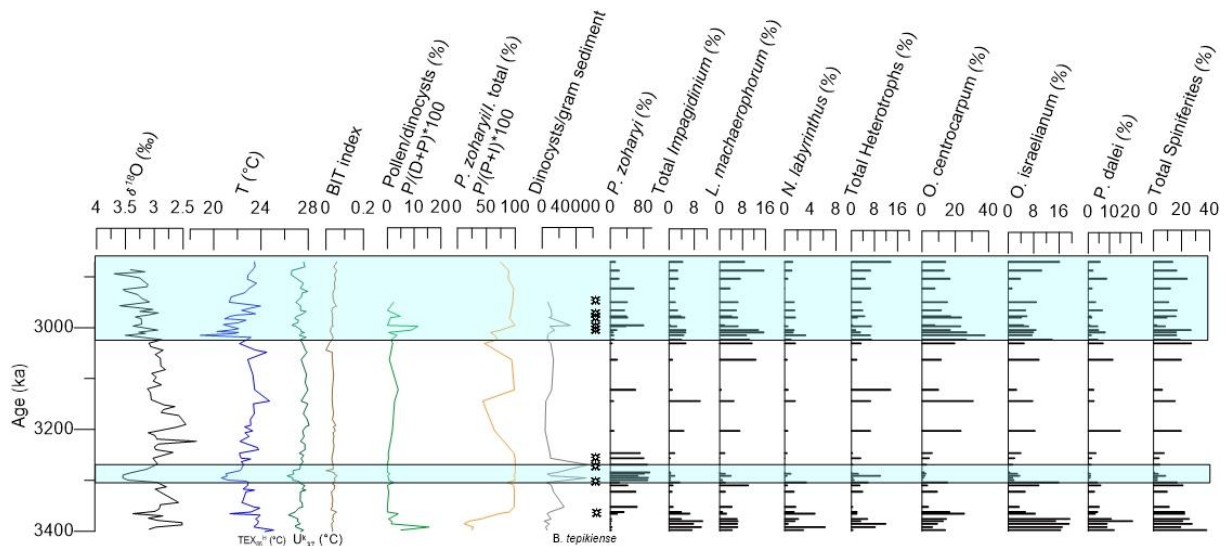 δ18O (‰)
T (°C)
BIT index
Pollen/dinocysts (%)
P/(D+P)*100
P. zoharyi/I. total (%)
P/(P+I)*100
Dinocysts/gram sediment
P. zoharyi (%)
Total Impagidinium (%)
L. machaerophorum (%)
N. labyrinthus (%)
Total Heterotrophs (%)
O. centrocarpum (%)
O. israelianum (%)
P. dalei (%)
Total Spiniferites (%)
4 3.5 3 2.5 20 24 28 0 0.2 0 10 20 0 50 100 0 40000 0 80 0 8 16 0 8 16 0 4 8 0 8 16 0 20 40 0 8 16 0 10 20 0 20 40
Age (ka)
3000
3200
3400
TEX86H (°C)
Uk'37 (°C)
B. tepikiense